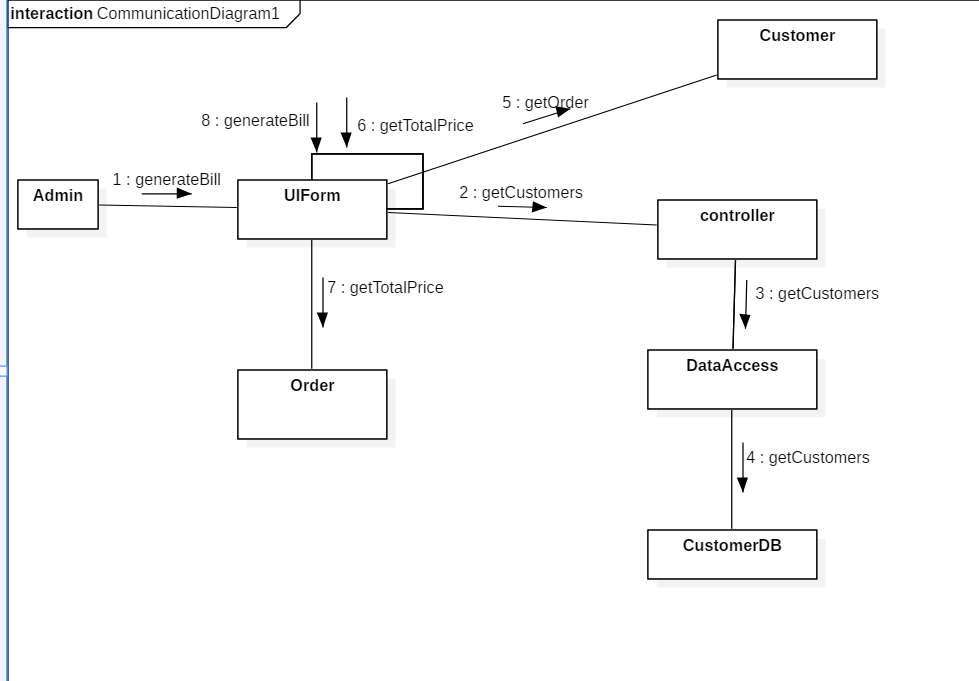 interaction CommunicationDiagram1
Customer
5 : getOrder
8 : generateBill
6 : getTotalPrice
1 : generateBill
Admin
UIForm
2 : getCustomers
controller
7 : getTotalPrice
3 : getCustomers
DataAccess
Order
4 : getCustomers
CustomerDB